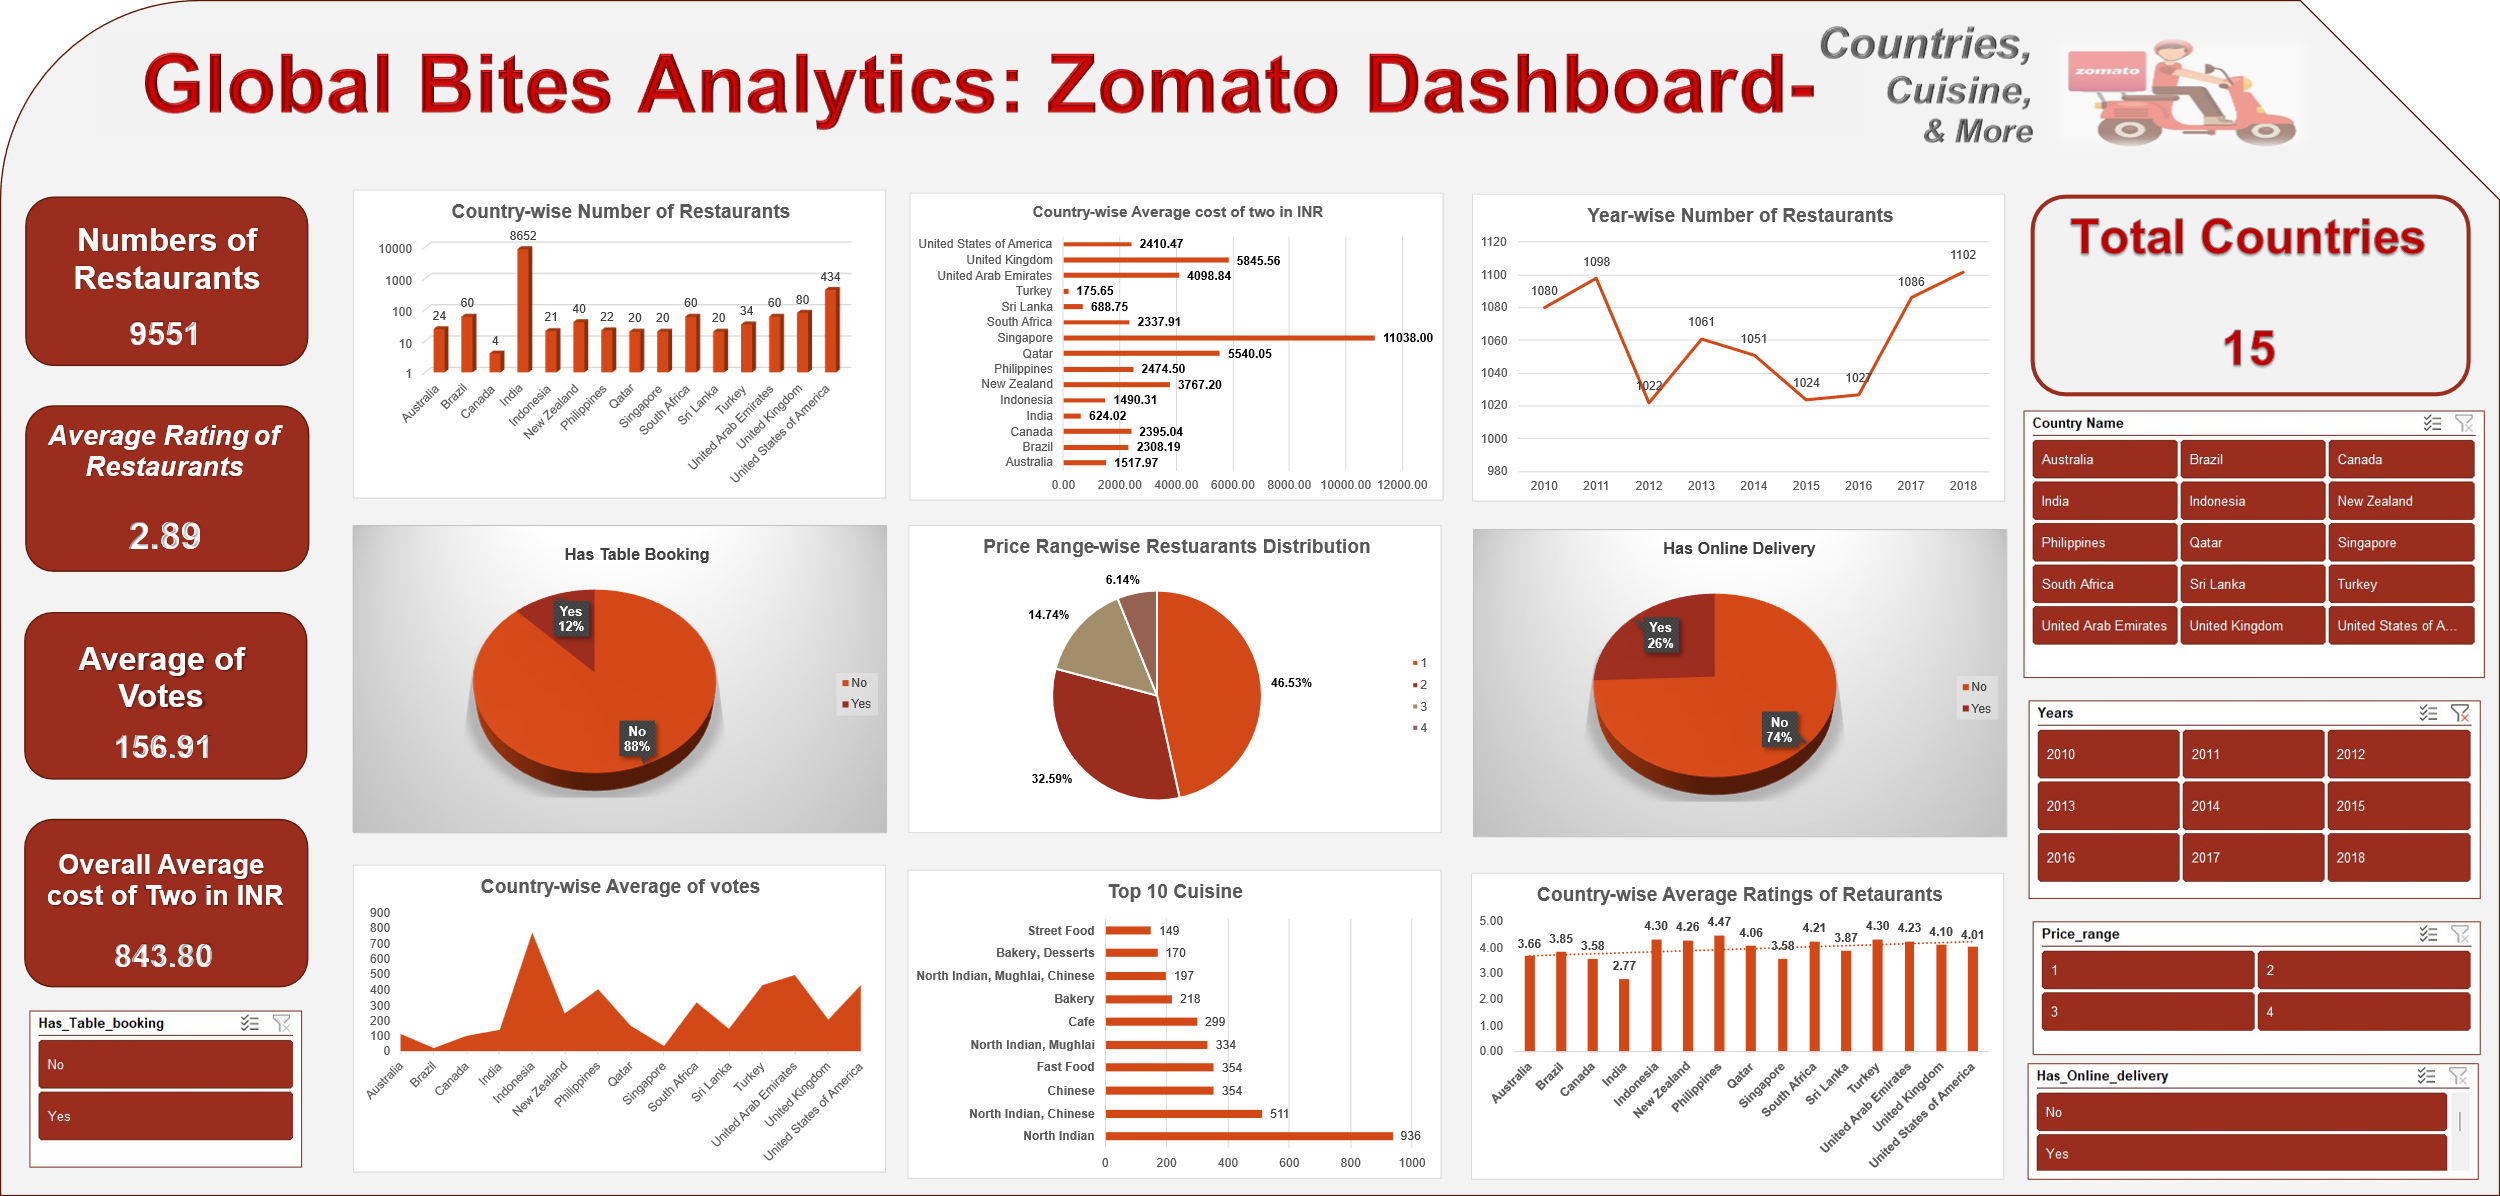 Global Bites Analytics: Zomato Dashboard-
Countries,
Cuisine,
& More
zomato
Numbers of
Restaurants
9551
Average Rating of
Restaurants
2.89
Average of
Votes
156.91
Overall Average
cost of Two in INR
843.80
Has_Table_booking
No
Yes
Country-wise Number of Restaurants
10000
1000
100
10
1
24
60
4
8652
21
40
22
20
20
60
20
34
60
80
434
Australia
Brazil
Canada
India
Indonesia
New Zealand
Philippines
Qatar
Singapore
South Africa
Sri Lanka
Turkey
United Arab Emirates
United Kingdom
United States of America
Country-wise Average cost of two in INR
United States of America 2410.47
United Kingdom 5845.56
United Arab Emirates 4098.84
Turkey 175.65
Sri Lanka 688.75
South Africa 2337.91
Singapore 11038.00
Qatar 5540.05
Philippines 2474.50
New Zealand 3767.20
Indonesia 1490.31
India 624.02
Canada 2395.04
Brazil 2308.19
Australia 1517.97
0.00 2000.00 4000.00 6000.00 8000.00 10000.00 12000.00
Year-wise Number of Restaurants
1120
1100
1080
1060
1040
1020
1000
980
1080
1098
1022
1061
1051
1024
1027
1086
1102
2010 2011 2012 2013 2014 2015 2016 2017 2018
Has Table Booking
Yes
12%
No
88%
No
Yes
Price Range-wise Restuarants Distribution
6.14%
14.74%
46.53%
32.59%
1
2
3
4
Has Online Delivery
Yes
26%
No
74%
No
Yes
Country-wise Average of votes
900
800
700
600
500
400
300
200
100
0
Australia
Brazil
Canada
India
Indonesia
New Zealand
Philippines
Qatar
Singapore
South Africa
Sri Lanka
Turkey
United Arab Emirates
United Kingdom
United States of America
Top 10 Cuisine
Street Food 149
Bakery, Desserts 170
North Indian, Mughlai, Chinese 197
Bakery 218
Cafe 299
North Indian, Mughlai 334
Fast Food 354
Chinese 354
North Indian, Chinese 511
North Indian 936
0 200 400 600 800 1000
Country-wise Average Ratings of Retaurants
5.00
4.00
3.00
2.00
1.00
0.00
3.66
3.85
3.58
2.77
4.30
4.26
4.47
4.06
3.58
4.21
3.87
4.30
4.23
4.10
4.01
Australia
Brazil
Canada
India
Indonesia
New Zealand
Philippines
Qatar
Singapore
South Africa
Sri Lanka
Turkey
United Arab Emirates
United Kingdom
United States of America
Total Countries
15
Country Name
Australia Brazil Canada
India Indonesia New Zealand
Philippines Qatar Singapore
South Africa Sri Lanka Turkey
United Arab Emirates United Kingdom United States of A...
Years
2010 2011 2012
2013 2014 2015
2016 2017 2018
Price_range
1 2
3 4
Has_Online_delivery
No
Yes